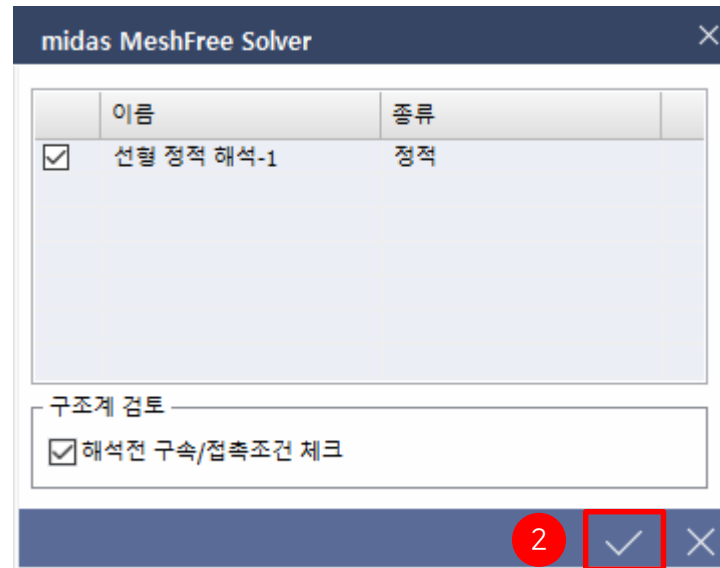 midas MeshFree Solver
이름 종류
선형 정적 해석-1 정적
구조계 검토
해석전 구속/접촉조건 체크
2